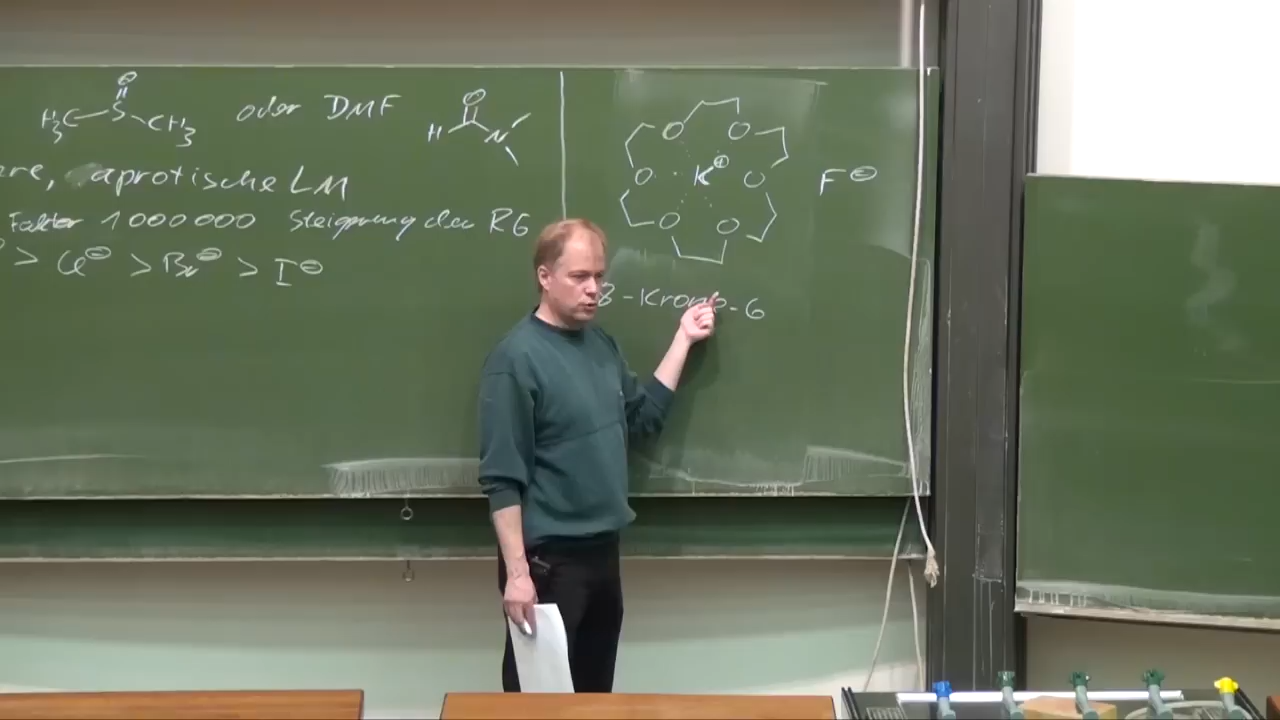 O
H₃C S CH₃ oder DMF
O
H N
re, aprotische LM
Faktor 1000000 Steigerung der RG
> Cl⊖ > Br⊖ > I⊖
O O
O K⊕ O F⊖
O O
8-Krone-6